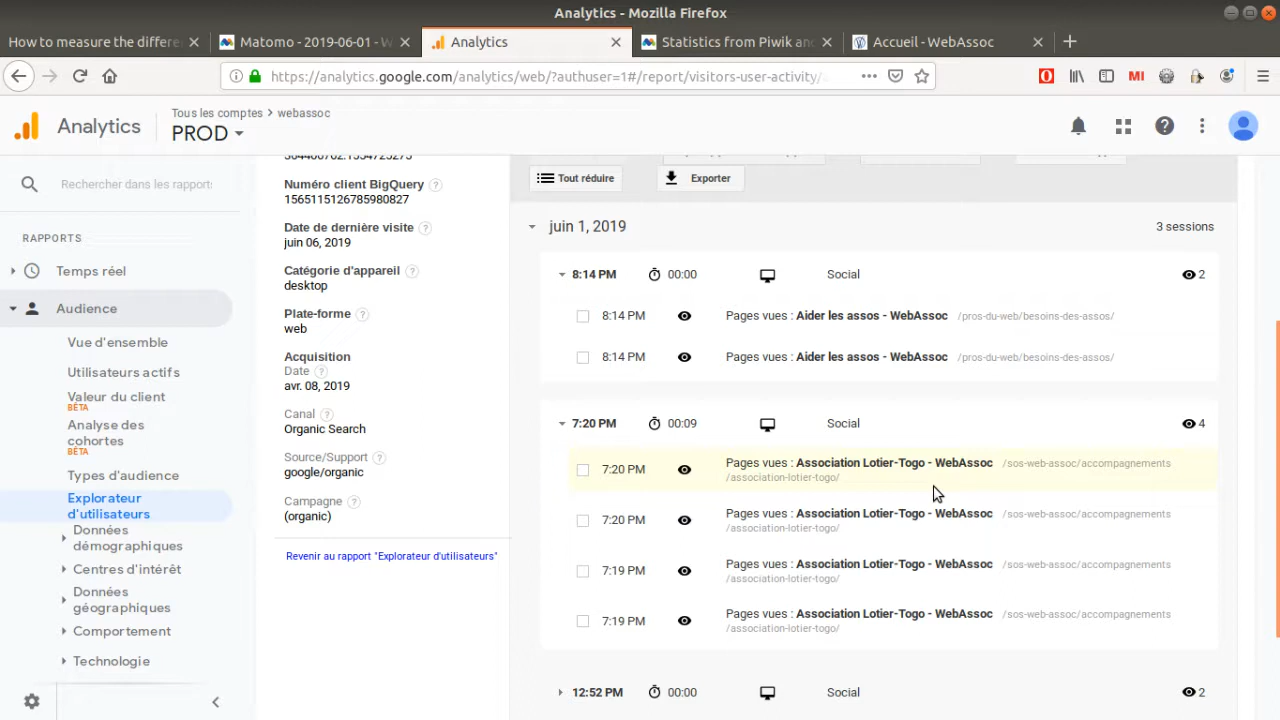 Analytics - Mozilla Firefox
How to measure the differe
Matomo - 2019-06-01 - W
Analytics
Statistics from Piwik an
Accueil - WebAssoc
https://analytics.google.com/analytics/web/?authuser=1#/report/visitors-user-activity/
MI
Analytics
Tous les comptes > webassoc
PROD
Rechercher dans les rapports
RAPPORTS
Temps réel
Audience
Vue d'ensemble
Utilisateurs actifs
Valeur du client
BÊTA
Analyse des
cohortes
BÊTA
Types d'audience
Explorateur
d'utilisateurs
Données
démographiques
Centres d'intérêt
Données
géographiques
Comportement
Technologie
Numéro client BigQuery
1565115126785980827
Date de dernière visite
juin 06, 2019
Catégorie d'appareil
desktop
Plate-forme
web
Acquisition
Date
avr. 08, 2019
Canal
Organic Search
Source/Support
google/organic
Campagne
(organic)
Revenir au rapport "Explorateur d'utilisateurs"
Tout réduire
Exporter
juin 1, 2019
3 sessions
8:14 PM 00:00 Social 2
8:14 PM Pages vues : Aider les assos - WebAssoc /pros-du-web/besoins-des-assos/
8:14 PM Pages vues : Aider les assos - WebAssoc /pros-du-web/besoins-des-assos/
7:20 PM 00:09 Social 4
7:20 PM Pages vues : Association Lotier-Togo - WebAssoc /sos-web-assoc/accompagnements
/association-lotier-togo/
7:20 PM Pages vues : Association Lotier-Togo - WebAssoc /sos-web-assoc/accompagnements
/association-lotier-togo/
7:19 PM Pages vues : Association Lotier-Togo - WebAssoc /sos-web-assoc/accompagnements
/association-lotier-togo/
7:19 PM Pages vues : Association Lotier-Togo - WebAssoc /sos-web-assoc/accompagnements
/association-lotier-togo/
12:52 PM 00:00 Social 2